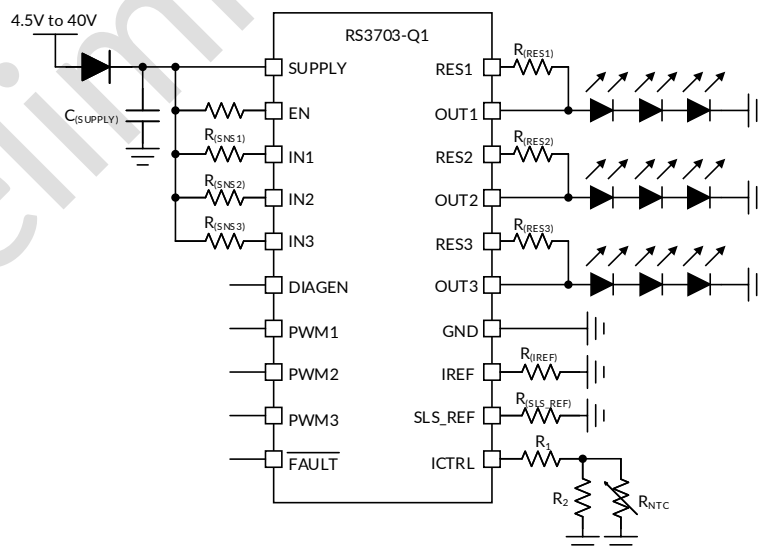 4.5V to 40V
RS3703-Q1
SUPPLY
EN
IN1
IN2
IN3
DIAGEN
PWM1
PWM2
PWM3
FAULT
RES1
OUT1
RES2
OUT2
RES3
OUT3
GND
IREF
SLS_REF
ICTRL
C(SUPPLY)
R(SNS1)
R(SNS2)
R(SNS3)
R(RES1)
R(RES2)
R(RES3)
R(IREF)
R(SLS_REF)
R1
R2
RNTC
elimi